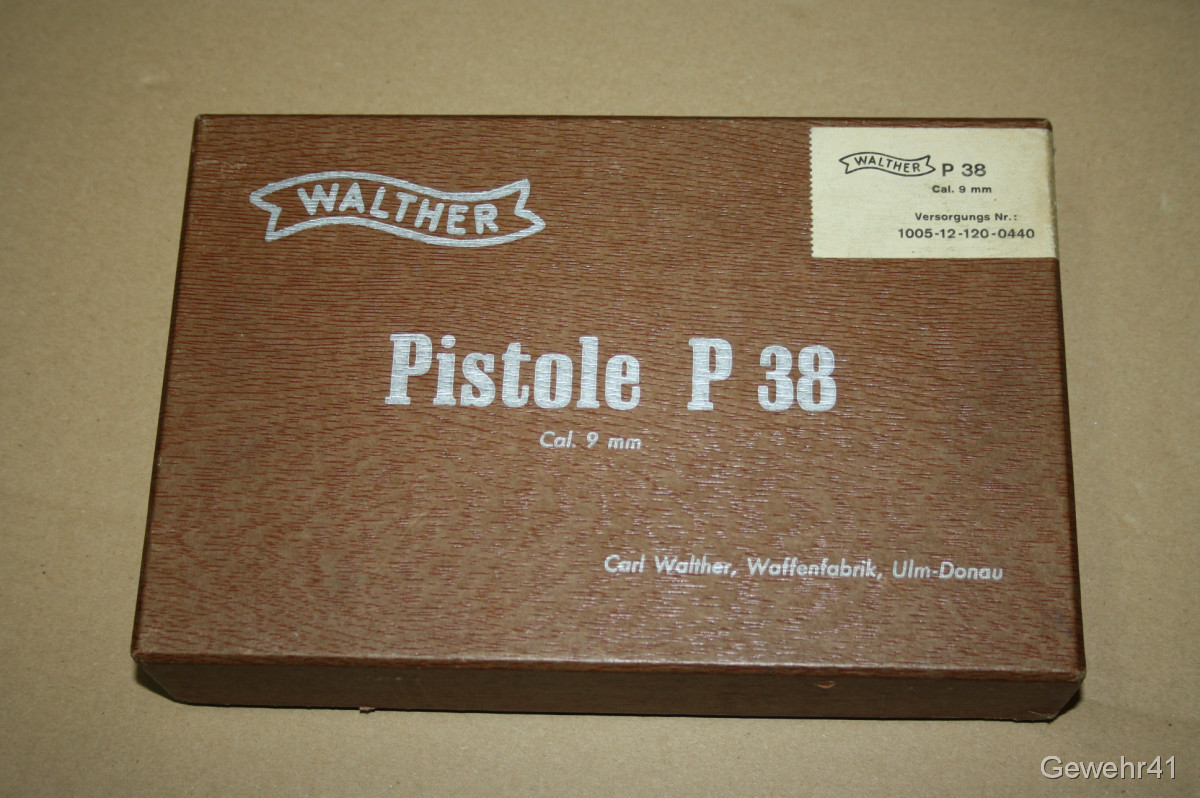 WALTHER
WALTHER P 38
Cal. 9 mm
Versorgungs Nr.:
1005-12-120-0440
Pistole P 38
Cal. 9 mm
Carl Walther, Waffenfabrik, Ulm-Donau
Gewehr41